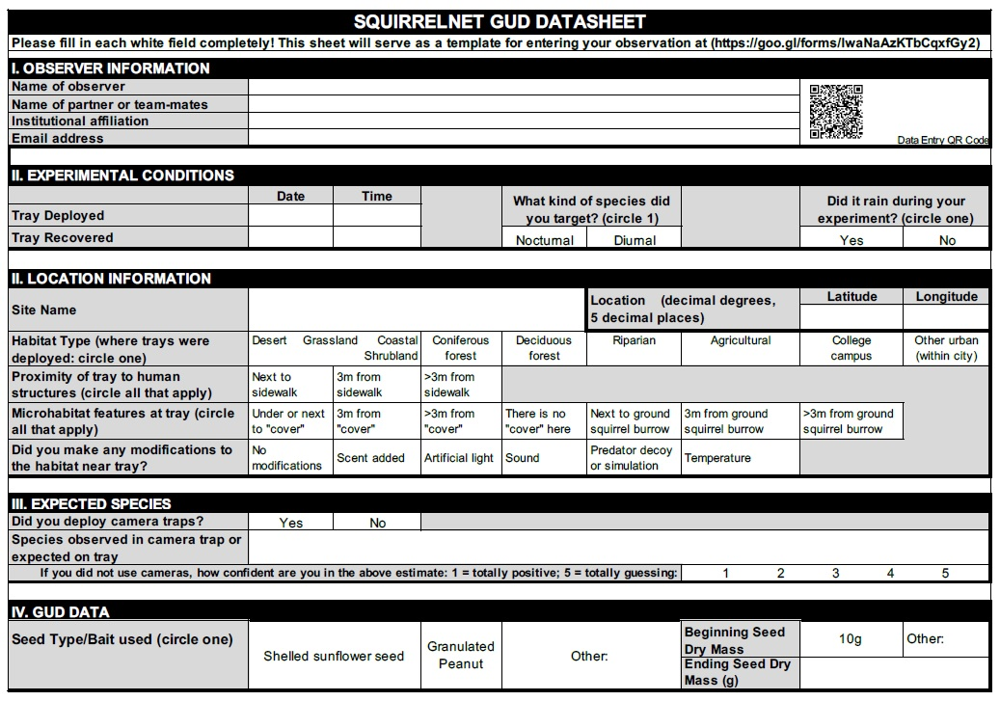 SQUIRRELNET GUD DATASHEET
Please fill in each white field completely! This sheet will serve as a template for entering your observation at (https://goo.gl/forms/lwaNaAzKTbCqxfGy2)
I. OBSERVER INFORMATION
Name of observer
Name of partner or team-mates
Institutional affiliation
Email address
Data Entry QR Code
II. EXPERIMENTAL CONDITIONS
Date Time
What kind of species did
you target? (circle 1)
Did it rain during your
experiment? (circle one)
Tray Deployed
Tray Recovered
Nocturnal Diurnal Yes No
II. LOCATION INFORMATION
Site Name
Location (decimal degrees,
5 decimal places)
Latitude Longitude
Habitat Type (where trays were
deployed: circle one)
Desert Grassland Coastal
Shrubland
Coniferous
forest
Deciduous
forest
Riparian
Agricultural
College
campus
Other urban
(within city)
Proximity of tray to human
structures (circle all that apply)
Next to
sidewalk
3m from
sidewalk
>3m from
sidewalk
Microhabitat features at tray (circle
all that apply)
Under or next
to "cover"
3m from
"cover"
>3m from
"cover"
There is no
"cover" here
Next to ground
squirrel burrow
3m from ground
squirrel burrow
>3m from ground
squirrel burrow
Did you make any modifications to
the habitat near tray?
No
modifications
Scent added
Artificial light
Sound
Predator decoy
or simulation
Temperature
III. EXPECTED SPECIES
Did you deploy camera traps?
Yes No
Species observed in camera trap or
expected on tray
If you did not use cameras, how confident are you in the above estimate: 1 = totally positive; 5 = totally guessing: 1 2 3 4 5
IV. GUD DATA
Seed Type/Bait used (circle one)
Shelled sunflower seed
Granulated
Peanut
Other:
Beginning Seed
Dry Mass
10g
Other:
Ending Seed Dry
Mass (g)